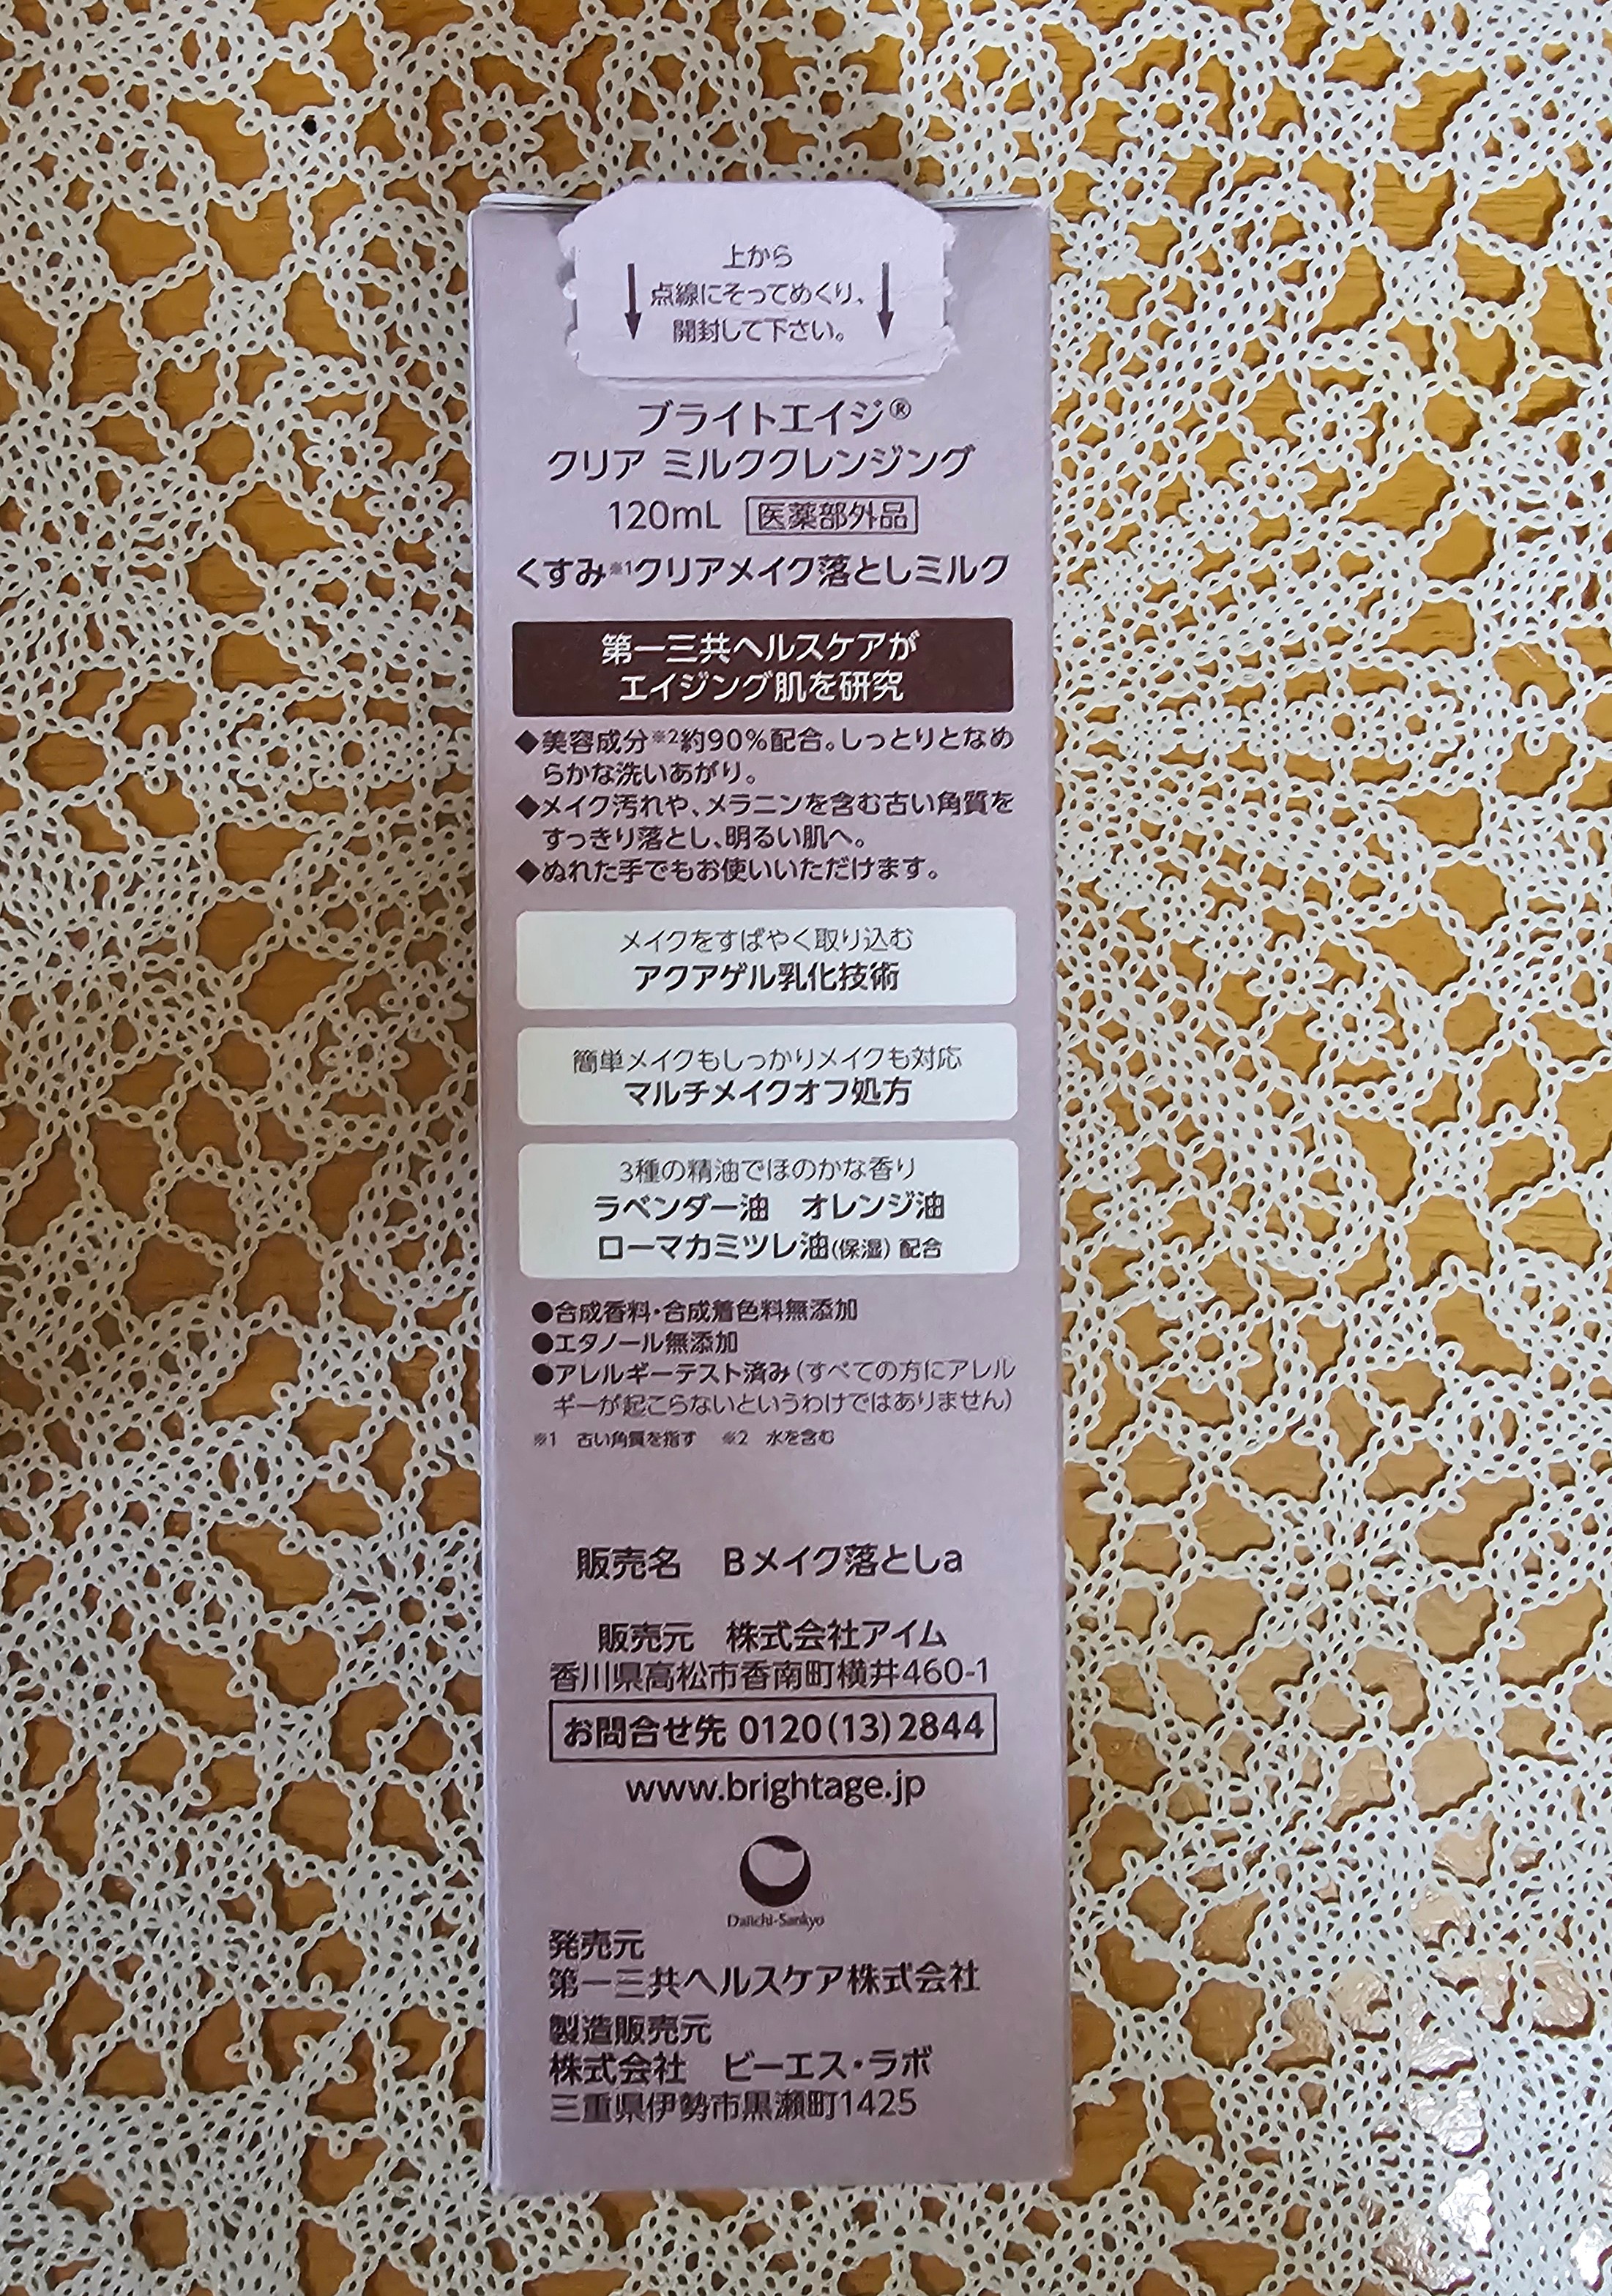 上から
点線にそってめくり、
開封して下さい。
ブライトエイジ®
クリア ミルククレンジング
120mL 医薬部外品
くすみ※1クリアメイク落としミルク
第一三共ヘルスケアが
エイジング肌を研究
◆美容成分※2約90%配合。しっとりとなめ
らかな洗いあがり。
◆メイク汚れや、メラニンを含む古い角質を
すっきり落とし、明るい肌へ。
◆ぬれた手でもお使いいただけます。
メイクをすばやく取り込む
アクアゲル乳化技術
簡単メイクもしっかりメイクも対応
マルチメイクオフ処方
3種の精油でほのかな香り
ラベンダー油 オレンジ油
ローマカミツレ油(保湿) 配合
●合成香料・合成着色料無添加
●エタノール無添加
●アレルギーテスト済み(すべての方にアレル
ギーが起こらないというわけではありません)
※1 古い角質を指す ※2 水を含む
販売名 Bメイク落としa
販売元 株式会社アイム
香川県高松市香南町横井460-1
お問合せ先 0120(13)2844
www.brightage.jp
Daiichi-Sankyo
発売元
第一三共ヘルスケア株式会社
製造販売元
株式会社 ビーエス・ラボ
三重県伊勢市黒瀬町1425